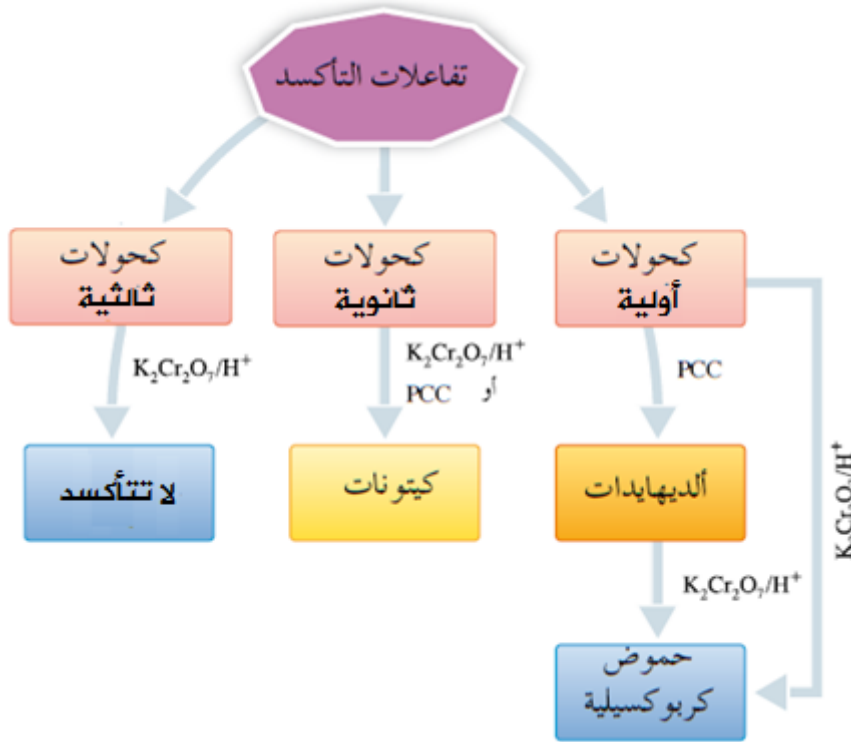 تفاعلات التأكسد
كحولات
أولية
كحولات
ثانوية
كحولات
ثالثية
PCC
K₂Cr₂O₇/H⁺
K₂Cr₂O₇/H⁺
أو PCC
K₂Cr₂O₇/H⁺
ألديهايدات
كيتونات
لا تتأكسد
K₂Cr₂O₇/H⁺
حموض
كربوكسيلية